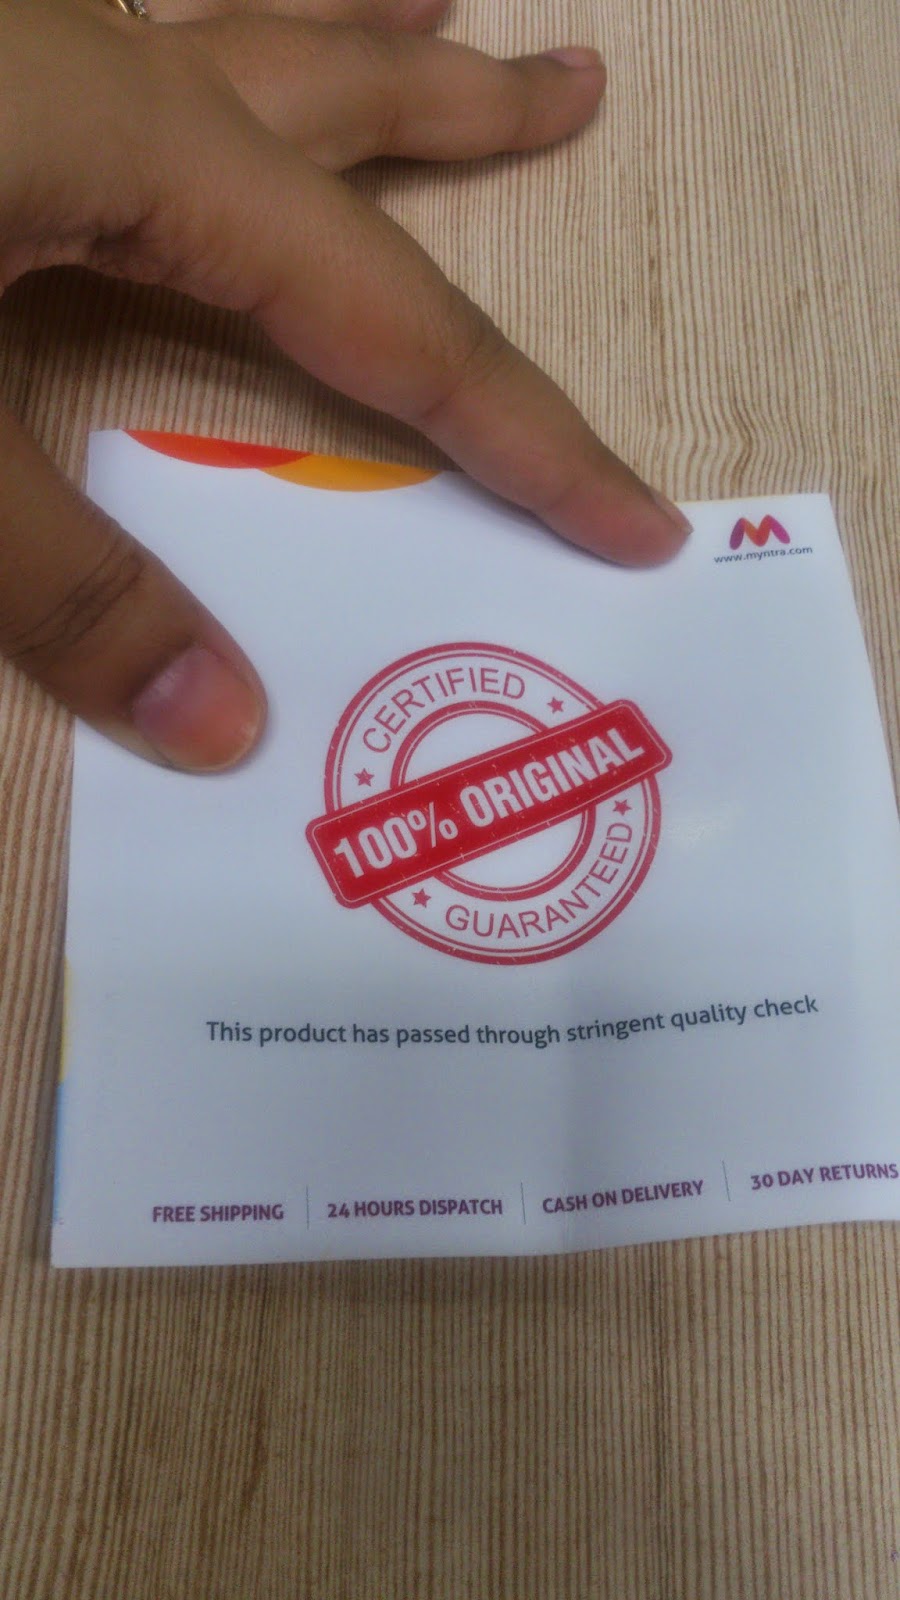 www.myntra.com
CERTIFIED
100% ORIGINAL
GUARANTEED
This product has passed through stringent quality check
FREE SHIPPING | 24 HOURS DISPATCH | CASH ON DELIVERY | 30 DAY RETURNS